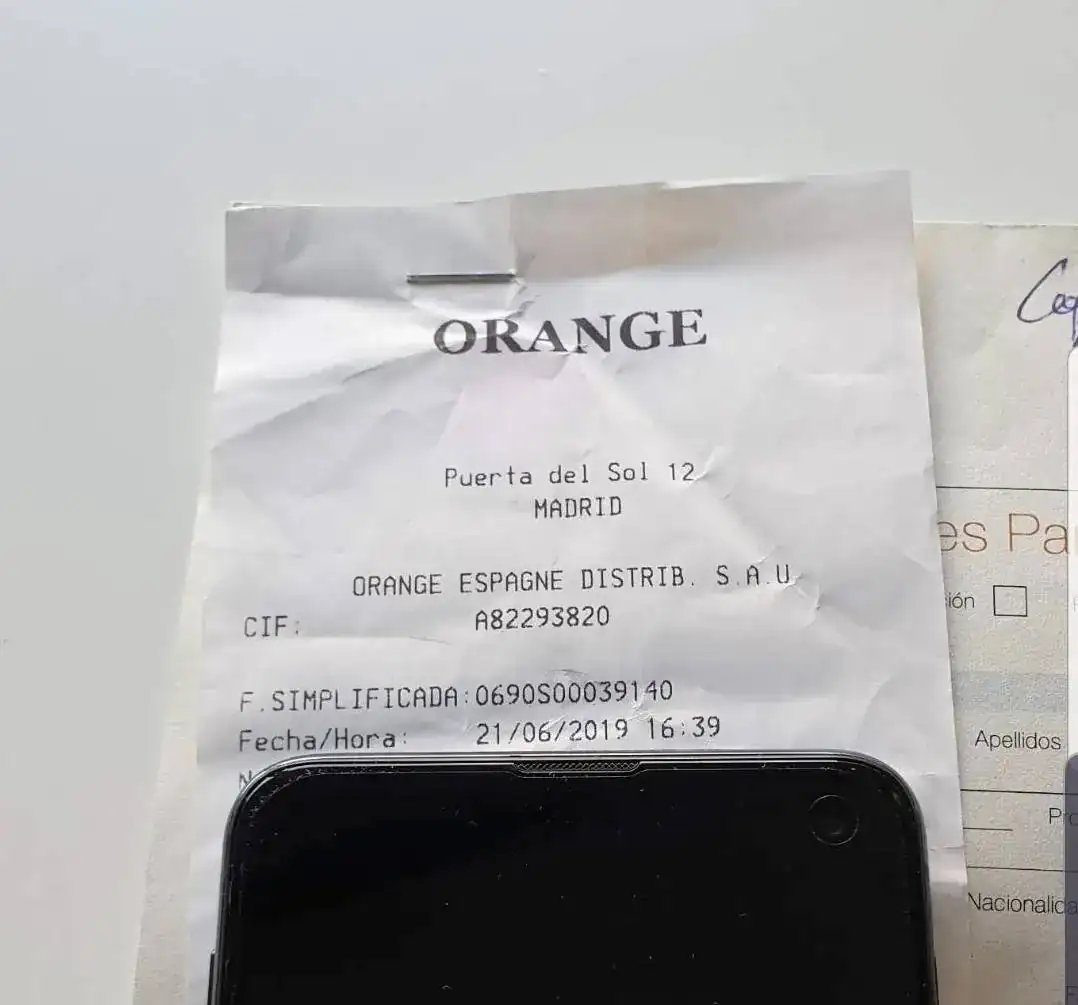 ORANGE
Puerta del Sol 12
MADRID
ORANGE ESPAGNE DISTRIB. S.A.U
CIF: A82293820
F.SIMPLIFICADA:0690S00039140
Fecha/Hora: 21/06/2019 16:39
es Pa
ión
Apellidos
Nacionalida